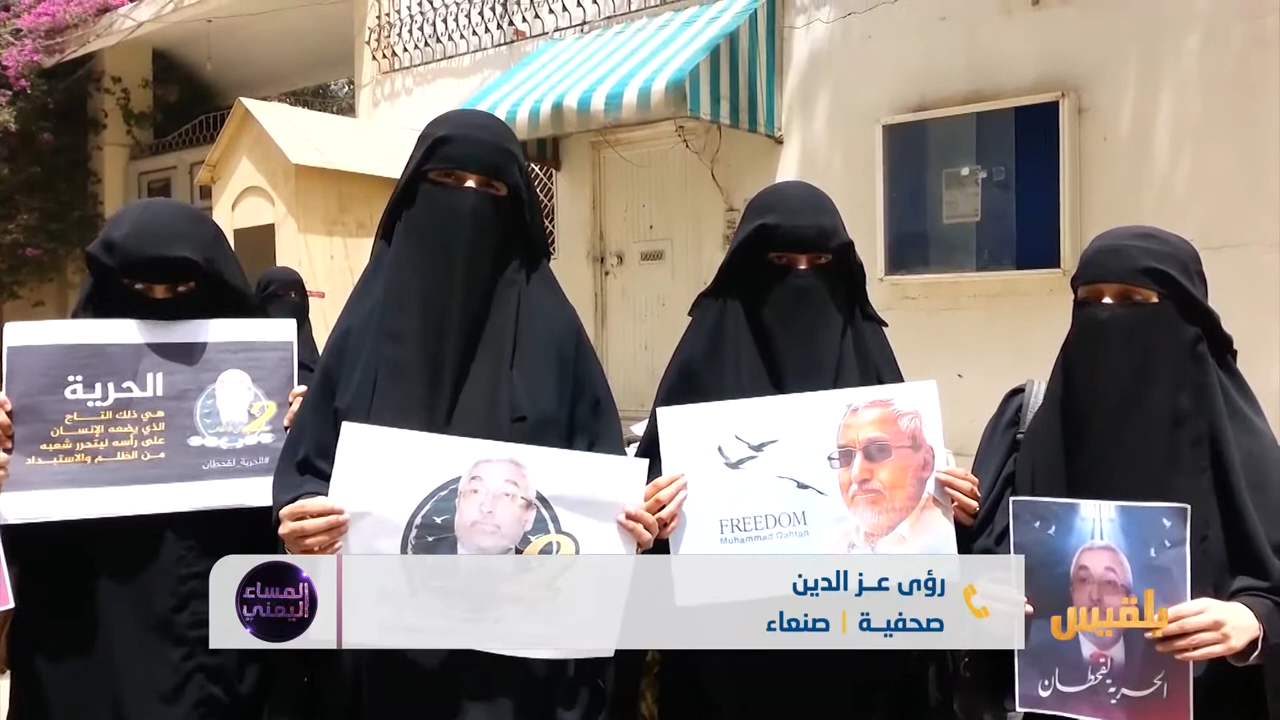 الحرية
هي ذلك التاج
الذي يضعه الإنسان
على رأسه ليتحرر شعبه
من الظلم والاستبداد
#الحرية_لقحطان
2
FREEDOM
Muhammad Qahtan
الحرية لقحطان
المساء
اليمني
رؤى عز الدين
صحفية | صنعاء
بلقيس